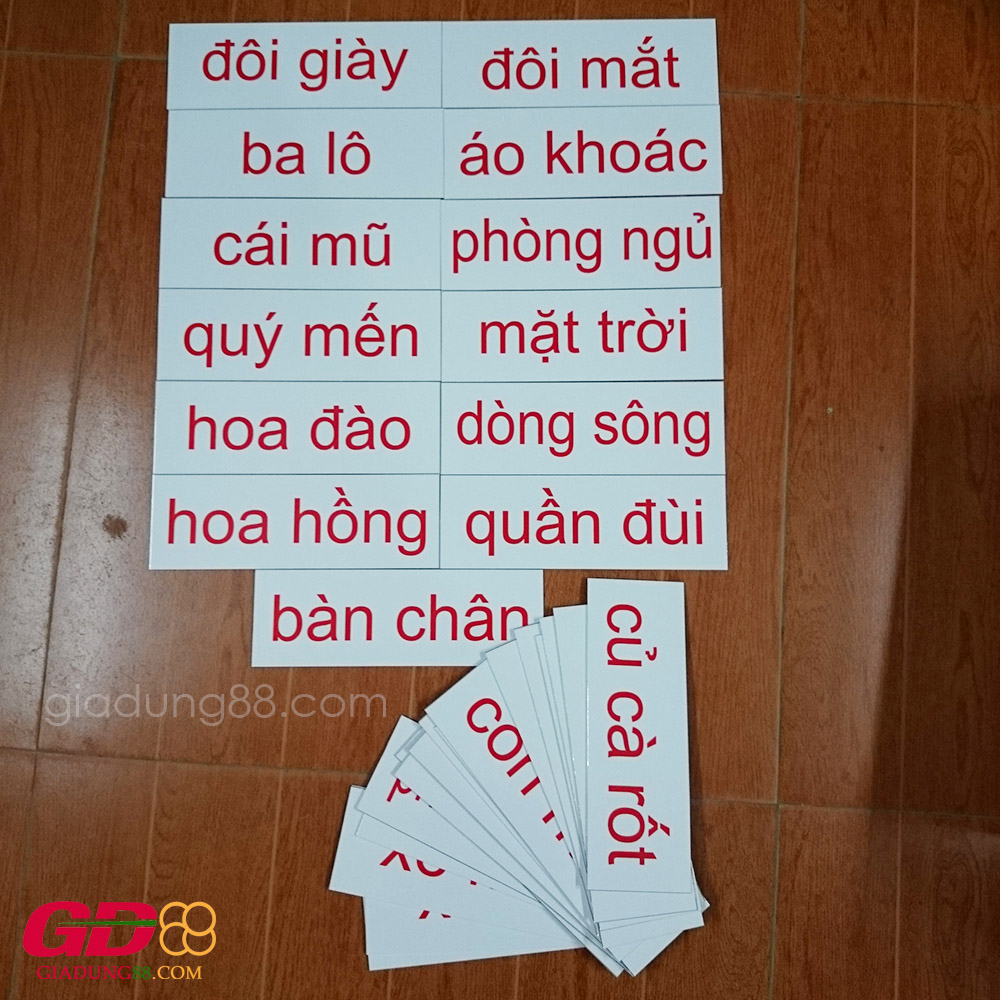 đôi giày
đôi mắt
ba lô
áo khoác
cái mũ
phòng ngủ
quý mến
mặt trời
hoa đào
dòng sông
hoa hồng
quần đùi
bàn chân
củ cà rốt
con
giadung88.com
GD88
GIADUNG88.COM